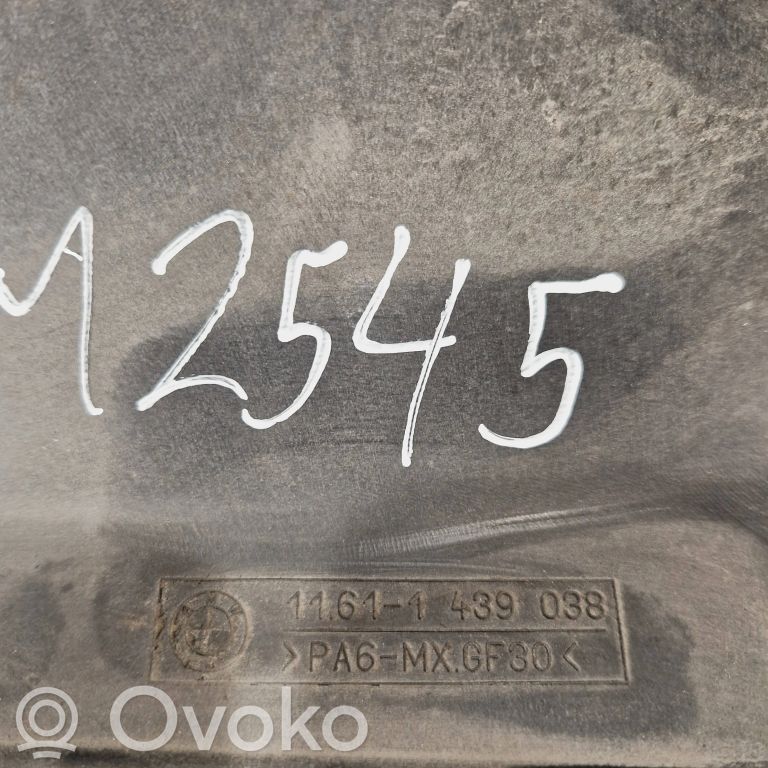 M2545
11.61-1 439 038
>PA6-MX.GF30<
Ovoko